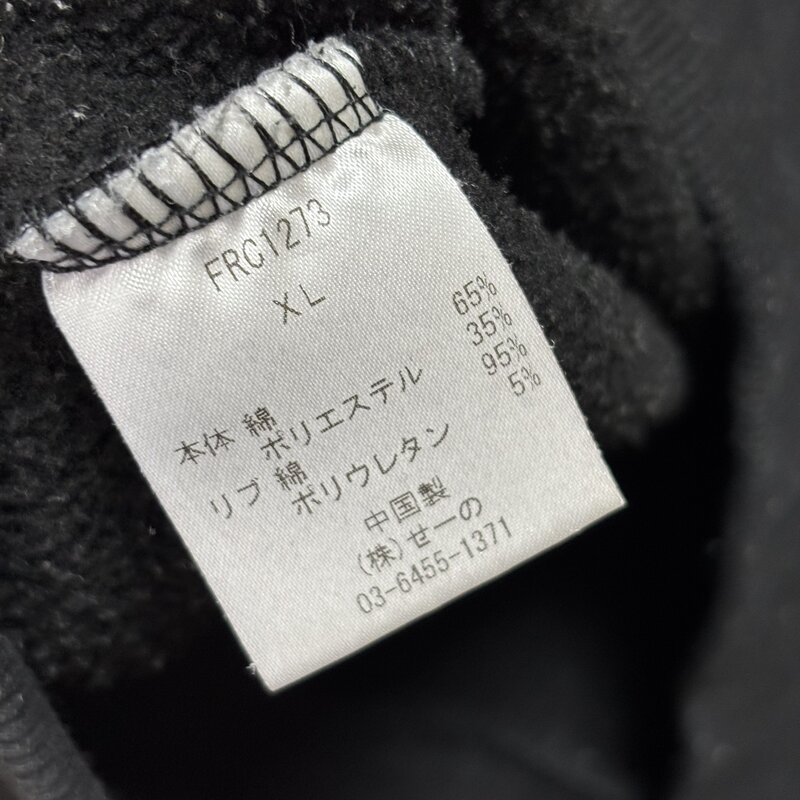 FRC1273
XL
本体 綿 65%
ポリエステル 35%
リブ 綿 95%
ポリウレタン 5%
中国製
(株)せーの
03-6455-1371